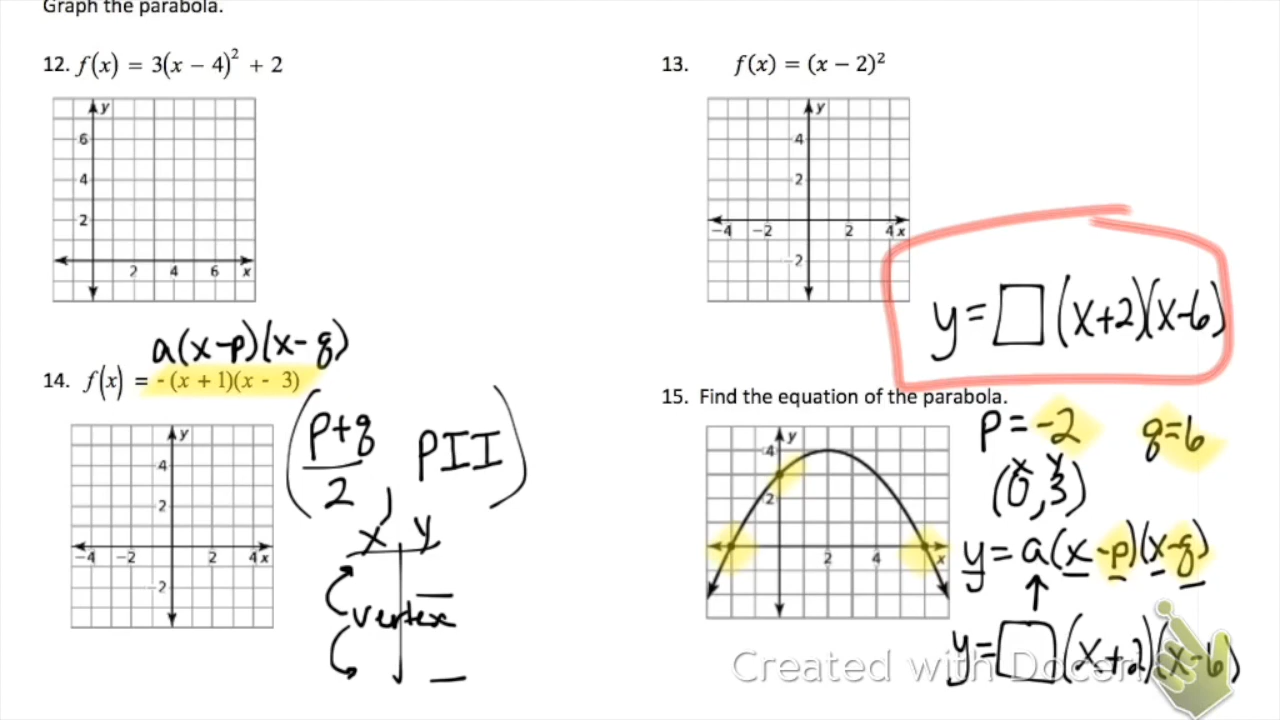 Graph the parabola.
12. f(x) = 3(x − 4)² + 2
y
6
4
2
2 4 6 x
13. f(x) = (x − 2)²
y
4
2
−4 −2 2 4 x
−2
y = □ (x+2)(x-6)
a(x-p)(x-q)
14. f(x) = - (x + 1)(x - 3)
y
4
2
−4 −2 2 4 x
−2
(p+q/2, PII)
x y
vertex
15. Find the equation of the parabola.
y
4
2
2 4 x
p = -2 q = 6
x y
(0, 3)
y = a(x-p)(x-q)
y = □ (x+2)(x-6)
Created with Doceri